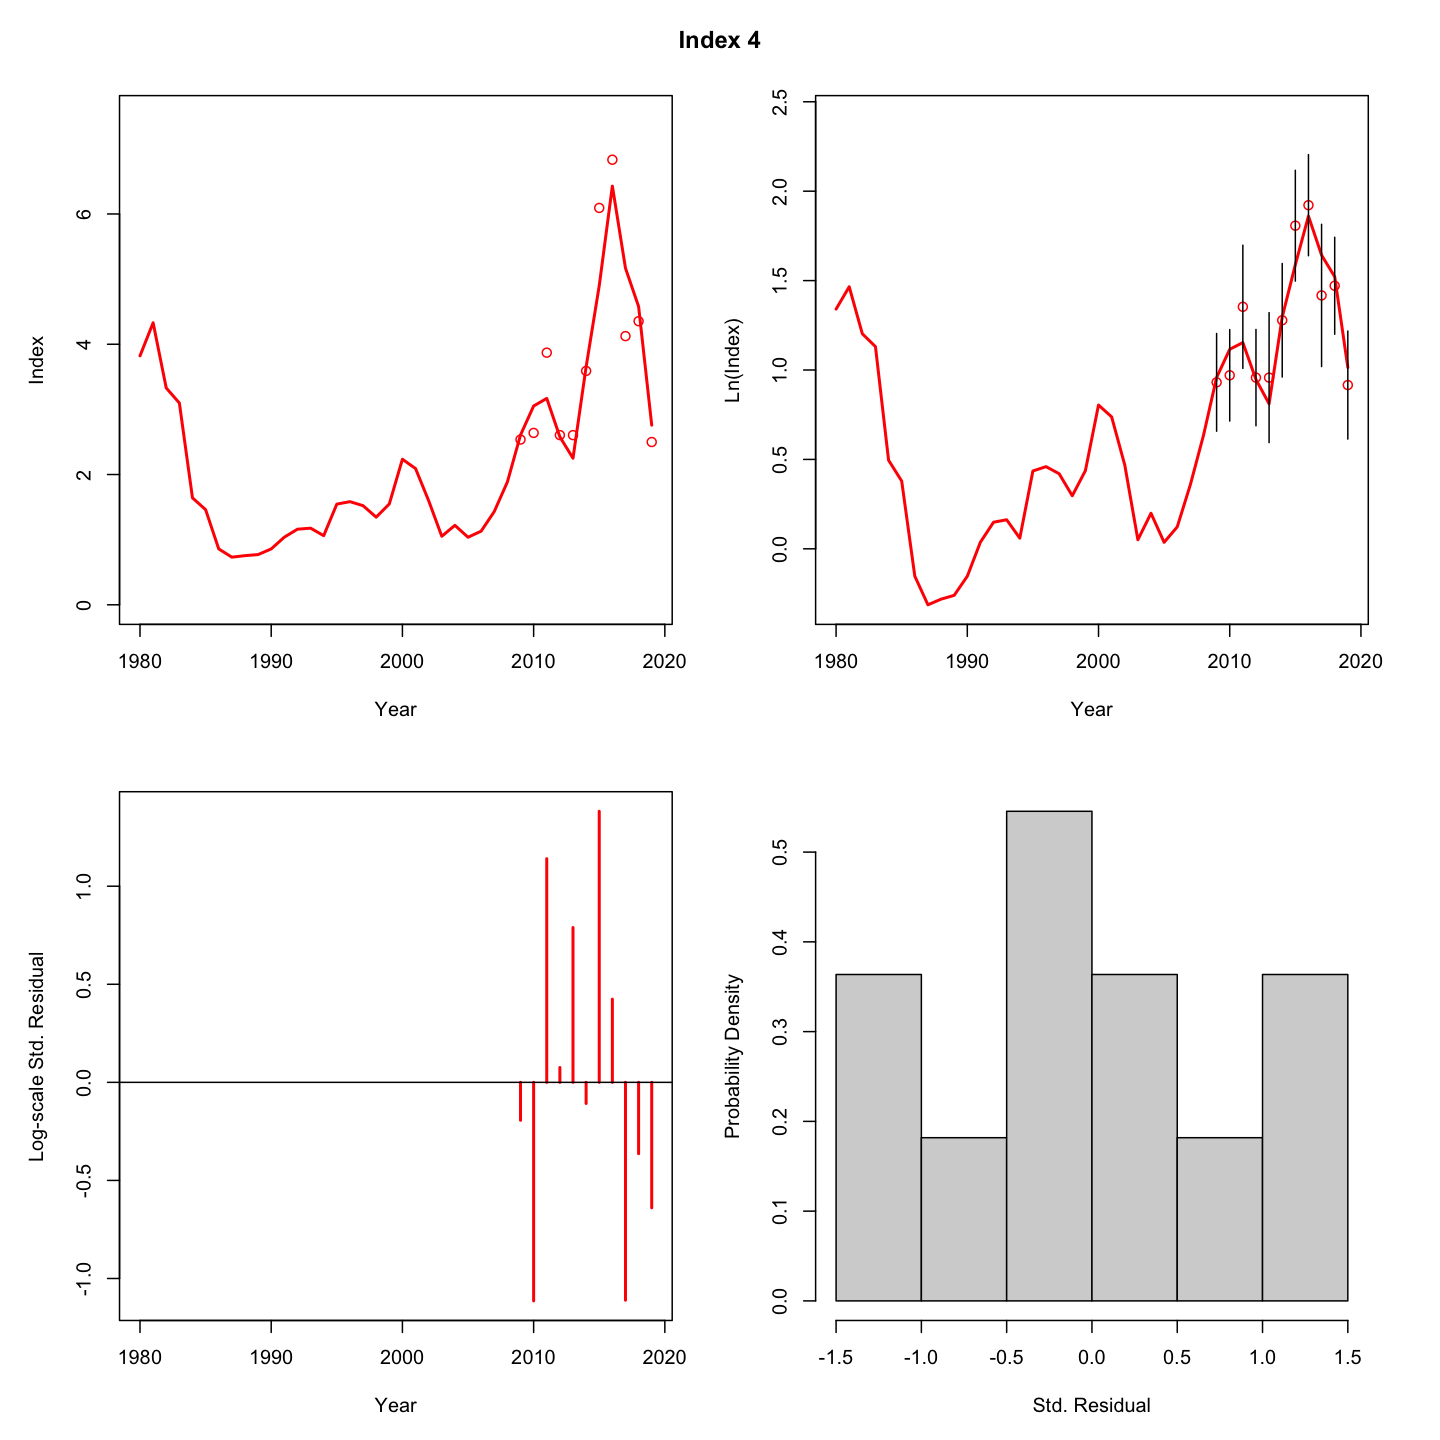 Index 4
Index
0 2 4 6
1980 1990 2000 2010 2020
Year
Ln(Index)
0.0 0.5 1.0 1.5 2.0 2.5
1980 1990 2000 2010 2020
Year
Log-scale Std. Residual
-1.0 -0.5 0.0 0.5 1.0
1980 1990 2000 2010 2020
Year
Probability Density
0.0 0.1 0.2 0.3 0.4 0.5
-1.5 -1.0 -0.5 0.0 0.5 1.0 1.5
Std. Residual